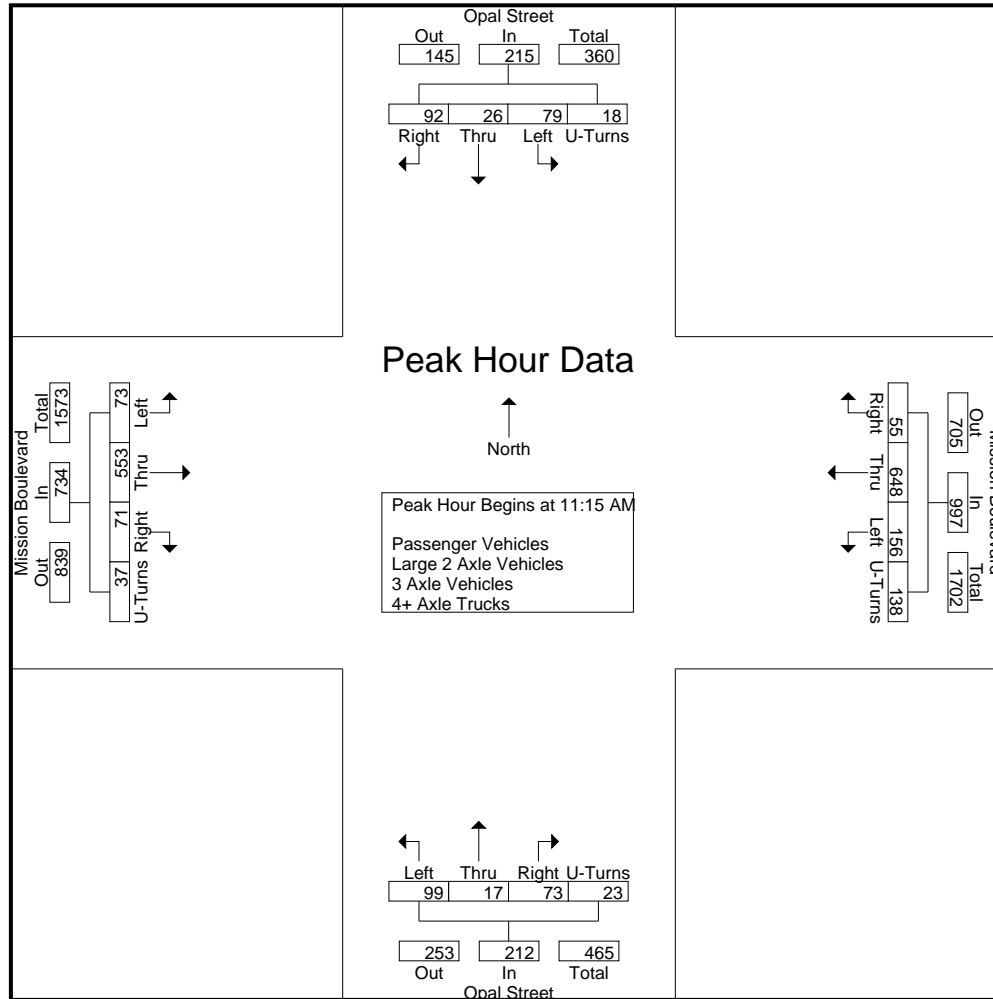 Opal Street
Out In Total
145 215 360
92 26 79 18
Right Thru Left U-Turns
Peak Hour Data
North
Peak Hour Begins at 11:15 AM
Passenger Vehicles
Large 2 Axle Vehicles
3 Axle Vehicles
4+ Axle Trucks
Mission Boulevard
Out In Total
839 734 1573
37 71 553 73
U-Turns Right Thru Left
Right Thru Left U-Turns
55 648 156 138
705 997 1702
Out In Total
Left Thru Right U-Turns
99 17 73 23
253 212 465
Out In Total
Opal Street